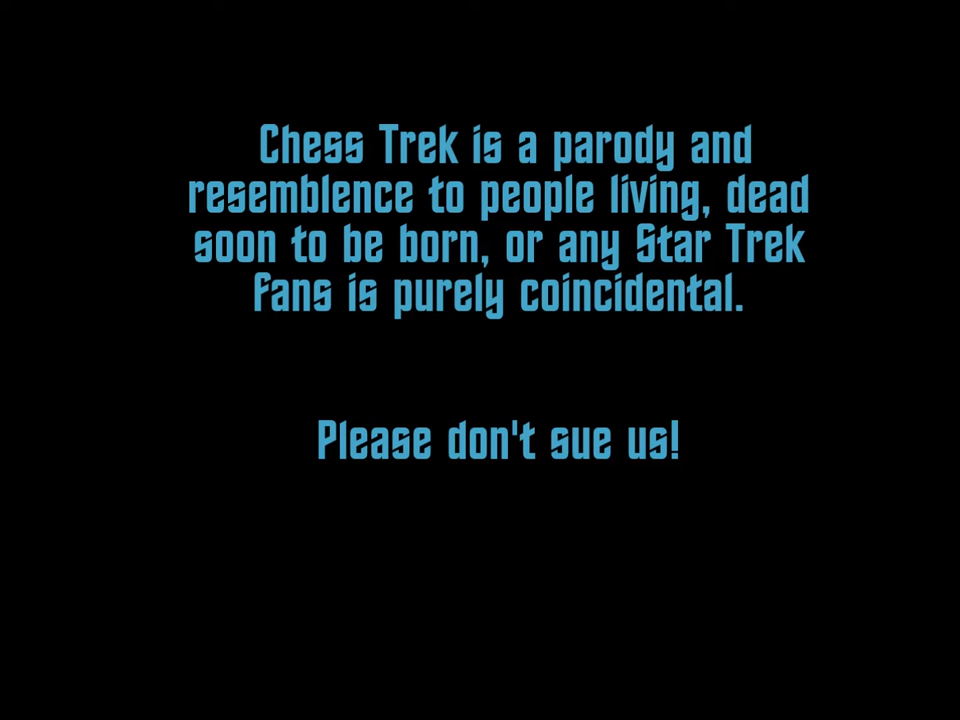 Chess Trek is a parody and
resemblence to people living, dead
soon to be born, or any Star Trek
fans is purely coincidental.
Please don't sue us!